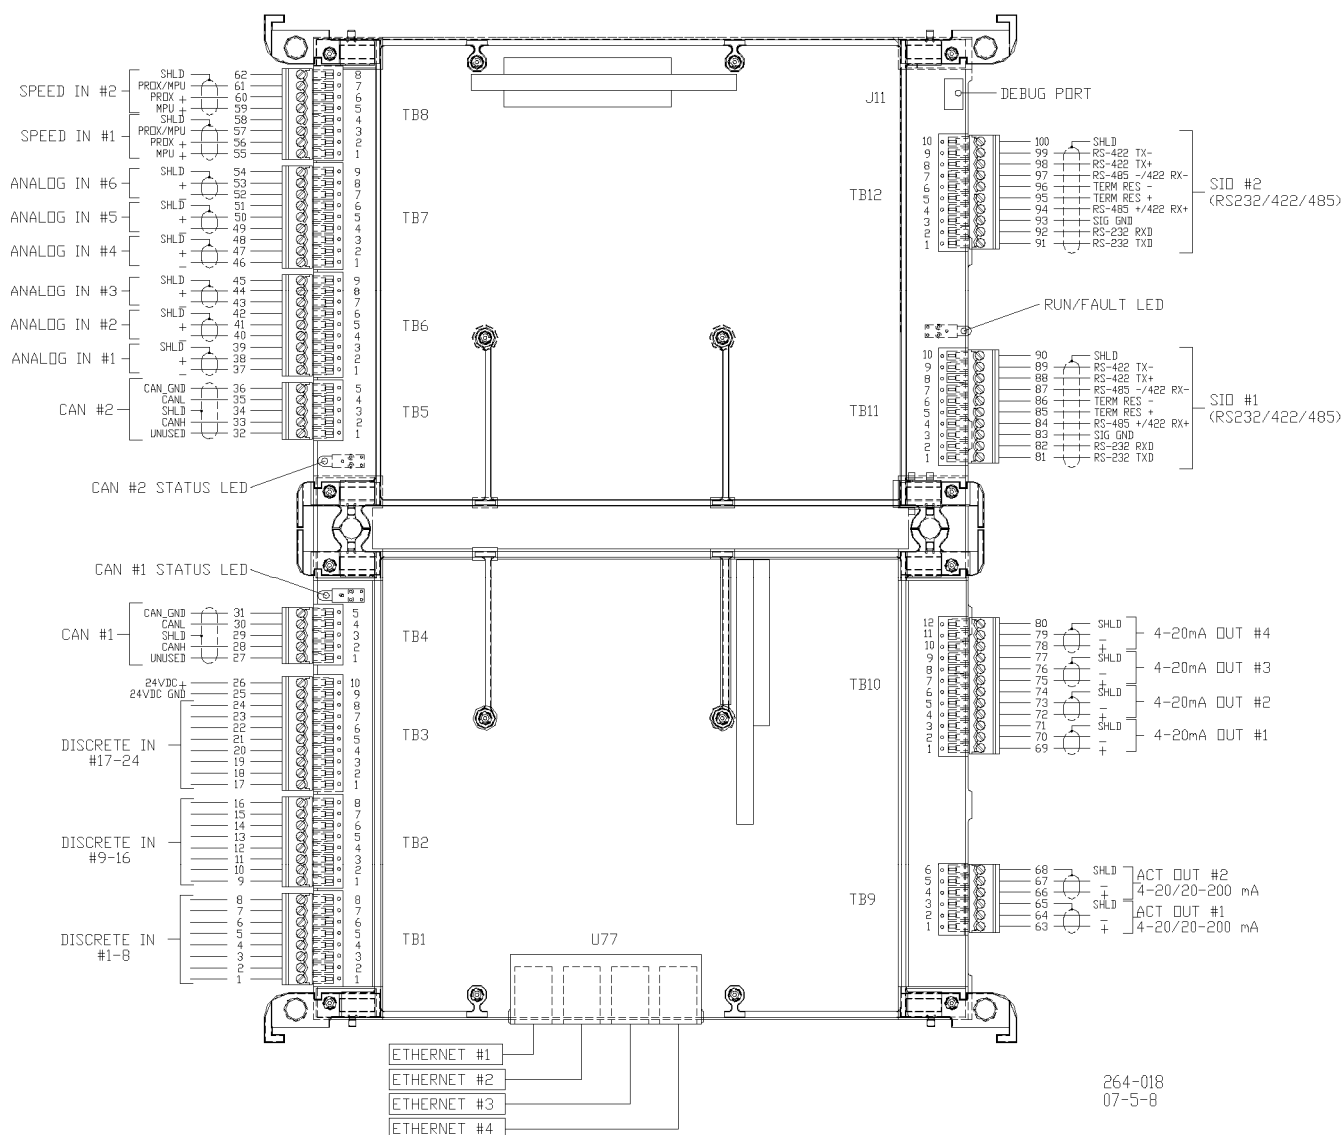 SPEED IN #2
SHLD 62 8
PROX/MPU 61 7
PROX + 60 6
MPU + 59 5
SPEED IN #1
SHLD 58 4
PROX/MPU 57 3
PROX + 56 2
MPU + 55 1
TB8
ANALOG IN #6
SHLD 54 9
+ 53 8
- 52 7
ANALOG IN #5
SHLD 51 6
+ 50 5
- 49 4
ANALOG IN #4
SHLD 48 3
+ 47 2
- 46 1
TB7
ANALOG IN #3
SHLD 45 9
+ 44 8
- 43 7
ANALOG IN #2
SHLD 42 6
+ 41 5
- 40 4
ANALOG IN #1
SHLD 39 3
+ 38 2
- 37 1
TB6
CAN #2
CAN_GND 36 5
CANL 35 4
SHLD 34 3
CANH 33 2
UNUSED 32 1
TB5
CAN #2 STATUS LED
CAN #1 STATUS LED
CAN #1
CAN_GND 31 5
CANL 30 4
SHLD 29 3
CANH 28 2
UNUSED 27 1
TB4
24VDC + 26 10
24VDC GND 25 9
DISCRETE IN
#17-24
24 8
23 7
22 6
21 5
20 4
19 3
18 2
17 1
TB3
DISCRETE IN
#9-16
16 8
15 7
14 6
13 5
12 4
11 3
10 2
9 1
TB2
DISCRETE IN
#1-8
8 8
7 7
6 6
5 5
4 4
3 3
2 2
1 1
TB1
U77
ETHERNET #1
ETHERNET #2
ETHERNET #3
ETHERNET #4
J11
DEBUG PORT
TB12
10 100 SHLD
9 99 RS-422 TX-
8 98 RS-422 TX+
7 97 RS-485 -/422 RX-
6 96 TERM RES -
5 95 TERM RES +
4 94 RS-485 +/422 RX+
3 93 SIG GND
2 92 RS-232 RXD
1 91 RS-232 TXD
SIO #2
(RS232/422/485)
RUN/FAULT LED
TB11
10 90 SHLD
9 89 RS-422 TX-
8 88 RS-422 TX+
7 87 RS-485 -/422 RX-
6 86 TERM RES -
5 85 TERM RES +
4 84 RS-485 +/422 RX+
3 83 SIG GND
2 82 RS-232 RXD
1 81 RS-232 TXD
SIO #1
(RS232/422/485)
TB10
12 80 SHLD
11 79 -
10 78 +
4-20mA OUT #4
9 77 SHLD
8 76 -
7 75 +
4-20mA OUT #3
6 74 SHLD
5 73 -
4 72 +
4-20mA OUT #2
3 71 SHLD
2 70 -
1 69 +
4-20mA OUT #1
TB9
6 68 SHLD
5 67 -
4 66 +
ACT OUT #2
4-20/20-200 mA
3 65 SHLD
2 64 -
1 63 +
ACT OUT #1
4-20/20-200 mA
264-018
07-5-8